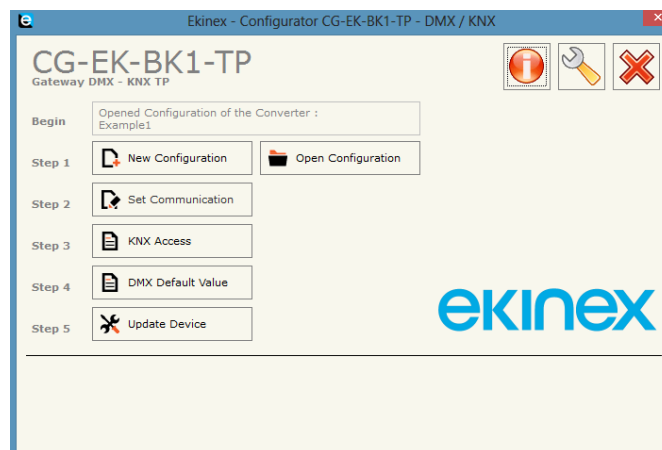 Ekinex - Configurator CG-EK-BK1-TP - DMX / KNX
CG-EK-BK1-TP
Gateway DMX - KNX TP
Begin
Opened Configuration of the Converter :
Example1
Step 1
New Configuration
Open Configuration
Step 2
Set Communication
Step 3
KNX Access
Step 4
DMX Default Value
Step 5
Update Device
ekinex